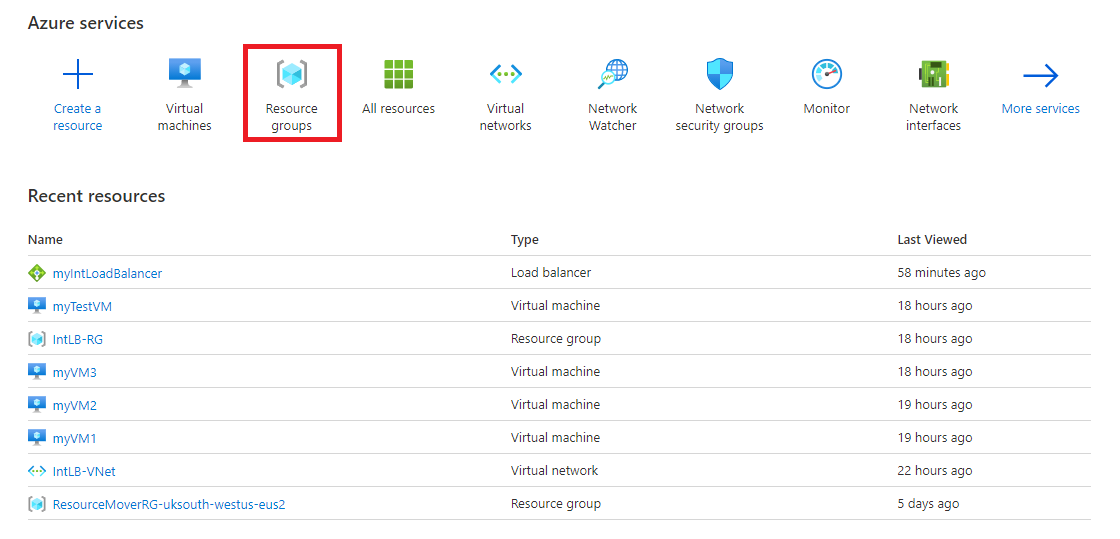 Azure services
Create a
resource
Virtual
machines
Resource
groups
All resources
Virtual
networks
Network
Watcher
Network
security groups
Monitor
Network
interfaces
More services
Recent resources
Name Type Last Viewed
myIntLoadBalancer Load balancer 58 minutes ago
myTestVM Virtual machine 18 hours ago
IntLB-RG Resource group 18 hours ago
myVM3 Virtual machine 18 hours ago
myVM2 Virtual machine 19 hours ago
myVM1 Virtual machine 19 hours ago
IntLB-VNet Virtual network 22 hours ago
ResourceMoverRG-uksouth-westus-eus2 Resource group 5 days ago